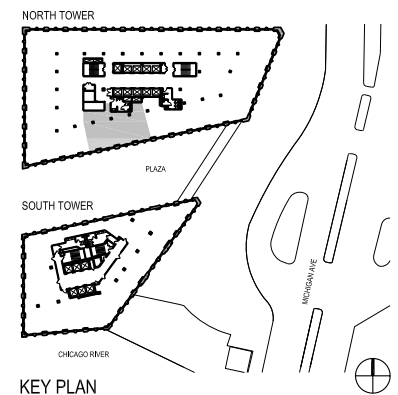 NORTH TOWER
PLAZA
SOUTH TOWER
MICHIGAN AVE
CHICAGO RIVER
KEY PLAN